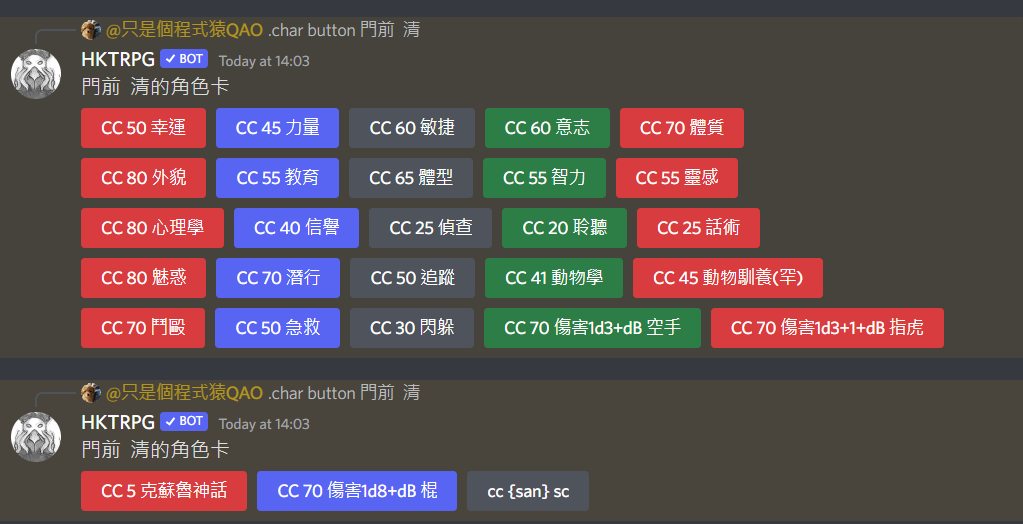 @只是個程式猿QAO .char button 門前 清
HKTRPG ✓ BOT Today at 14:03
門前 清的角色卡
CC 50 幸運 CC 45 力量 CC 60 敏捷 CC 60 意志 CC 70 體質
CC 80 外貌 CC 55 教育 CC 65 體型 CC 55 智力 CC 55 靈感
CC 80 心理學 CC 40 信譽 CC 25 偵查 CC 20 聆聽 CC 25 話術
CC 80 魅惑 CC 70 潛行 CC 50 追蹤 CC 41 動物學 CC 45 動物馴養(罕)
CC 70 鬥毆 CC 50 急救 CC 30 閃躲 CC 70 傷害1d3+dB 空手 CC 70 傷害1d3+1+dB 指虎
@只是個程式猿QAO .char button 門前 清
HKTRPG ✓ BOT Today at 14:03
門前 清的角色卡
CC 5 克蘇魯神話 CC 70 傷害1d8+dB 棍 cc {san} sc